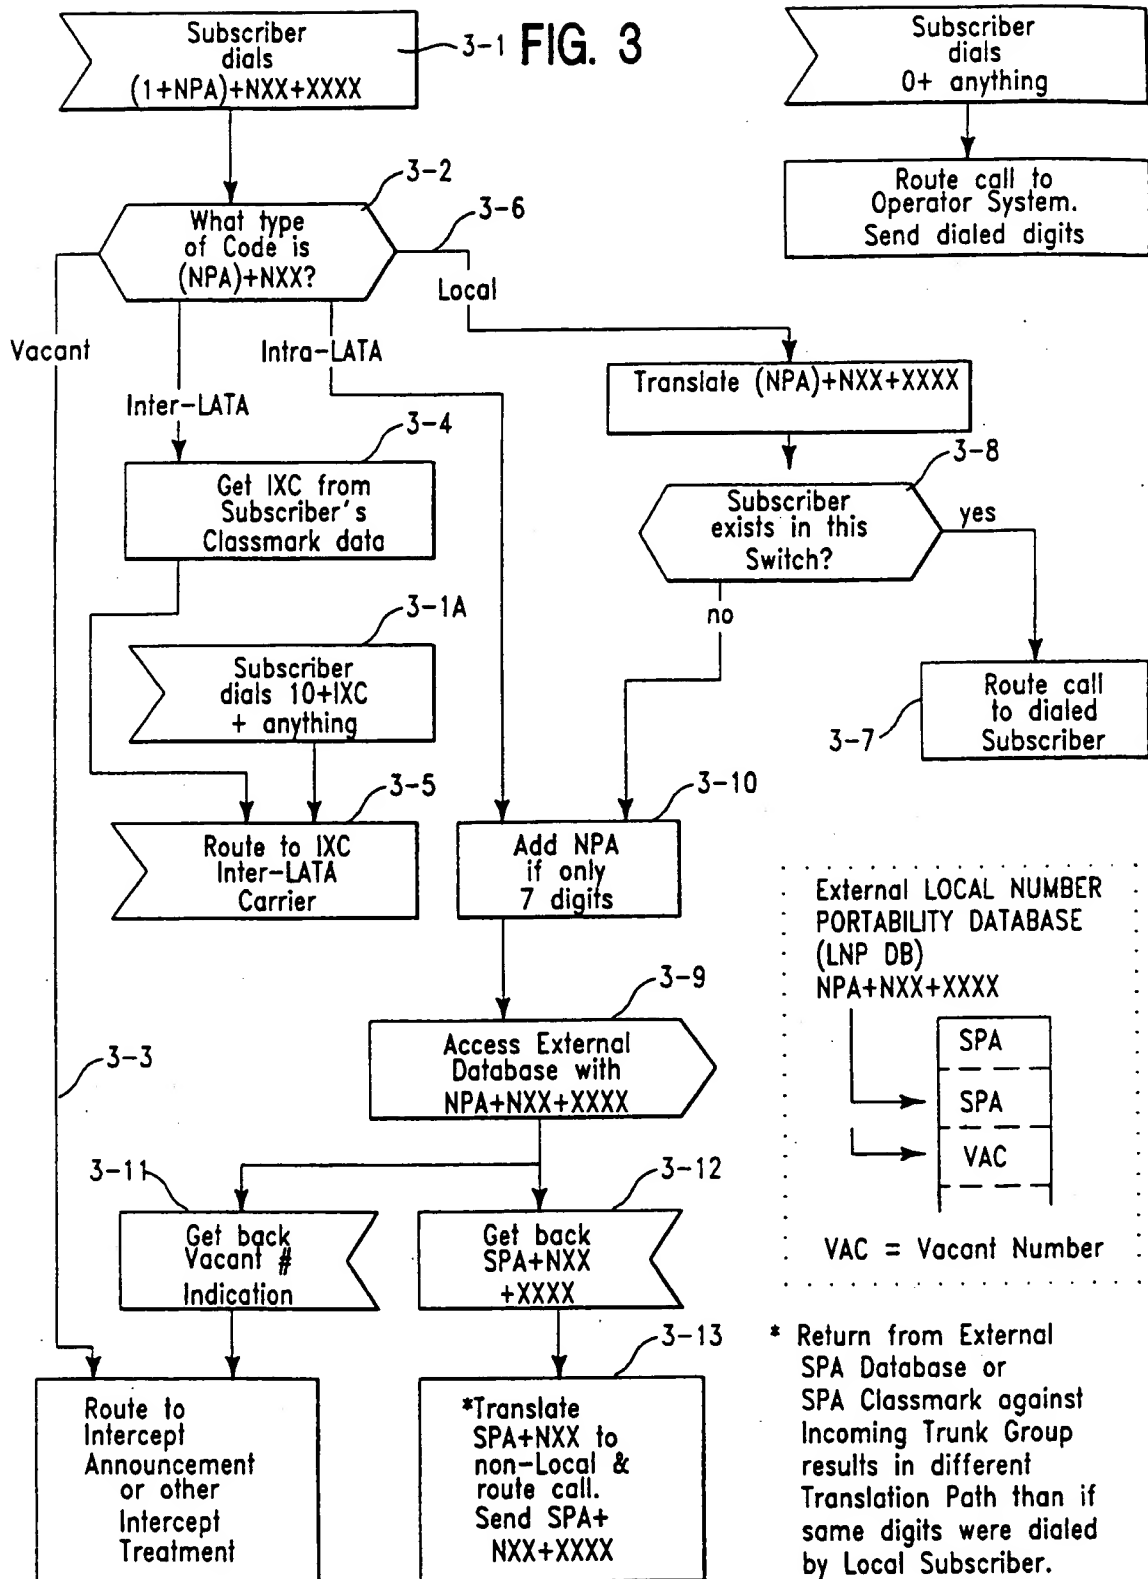 Subscriber
dials
(1+NPA)+NXX+XXXX
3-1
FIG. 3
Subscriber
dials
0+ anything
Route call to
Operator System.
Send dialed digits
3-2
What type
of Code is
(NPA)+NXX?
3-6
Local
Vacant
Intra-LATA
Inter-LATA
Translate (NPA)+NXX+XXXX
3-4
Get IXC from
Subscriber's
Classmark data
3-8
Subscriber
exists in this
Switch?
yes
no
3-1A
Subscriber
dials 10+IXC
+ anything
Route call
to dialed
Subscriber
3-7
3-5
Route to IXC
Inter-LATA
Carrier
3-10
Add NPA
if only
7 digits
External LOCAL NUMBER
PORTABILITY DATABASE
(LNP DB)
NPA+NXX+XXXX
SPA
SPA
VAC
VAC = Vacant Number
3-9
Access External
Database with
NPA+NXX+XXXX
3-3
3-11
Get back
Vacant #
Indication
3-12
Get back
SPA+NXX
+XXXX
Route to
Intercept
Announcement
or other
Intercept
Treatment
3-13
*Translate
SPA+NXX to
non-Local &
route call.
Send SPA+
NXX+XXXX
* Return from External
SPA Database or
SPA Classmark against
Incoming Trunk Group
results in different
Translation Path than if
same digits were dialed
by Local Subscriber.